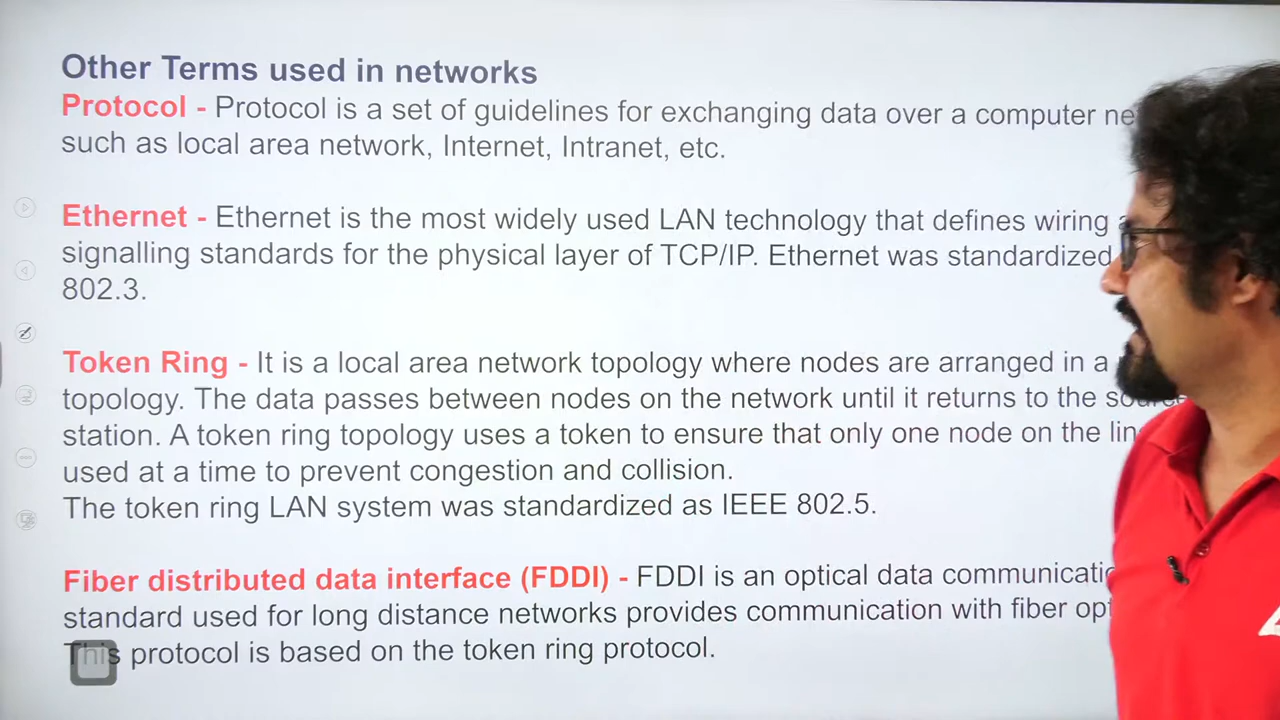 Other Terms used in networks
Protocol - Protocol is a set of guidelines for exchanging data over a computer
such as local area network, Internet, Intranet, etc.
Ethernet - Ethernet is the most widely used LAN technology that defines wiring
signalling standards for the physical layer of TCP/IP. Ethernet was standardized
802.3.
Token Ring - It is a local area network topology where nodes are arranged in a
topology. The data passes between nodes on the network until it returns to the source
station. A token ring topology uses a token to ensure that only one node on the
used at a time to prevent congestion and collision.
The token ring LAN system was standardized as IEEE 802.5.
Fiber distributed data interface (FDDI) - FDDI is an optical data
standard used for long distance networks provides communication with fiber
This protocol is based on the token ring protocol.